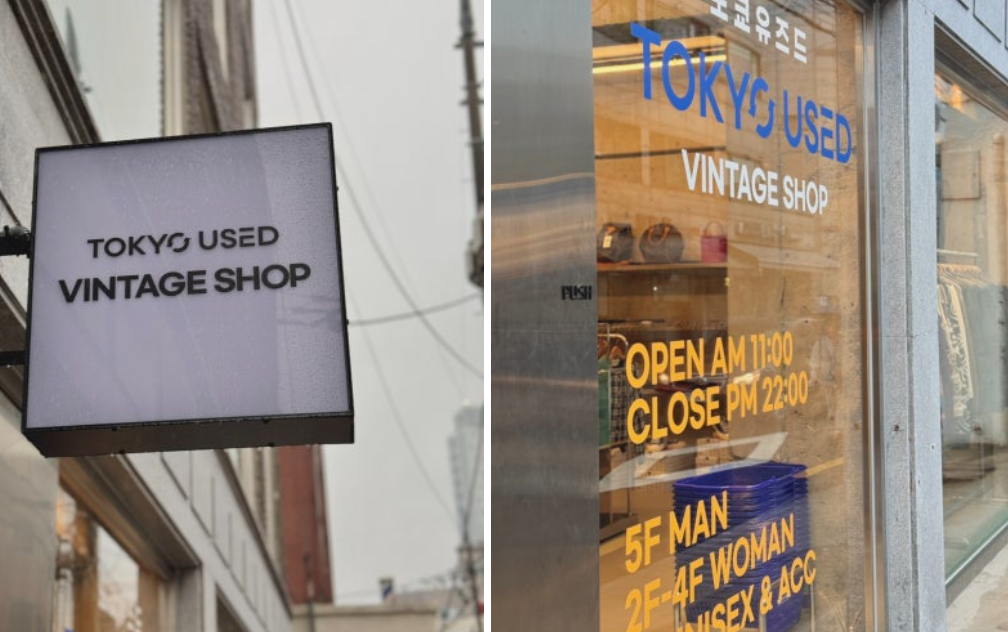 TOKYO USED
VINTAGE SHOP
도쿄유즈드
TOKYO USED
VINTAGE SHOP
PUSH
OPEN AM 11:00
CLOSE PM 22:00
5F MAN
2F-4F WOMAN
UNISEX & ACC